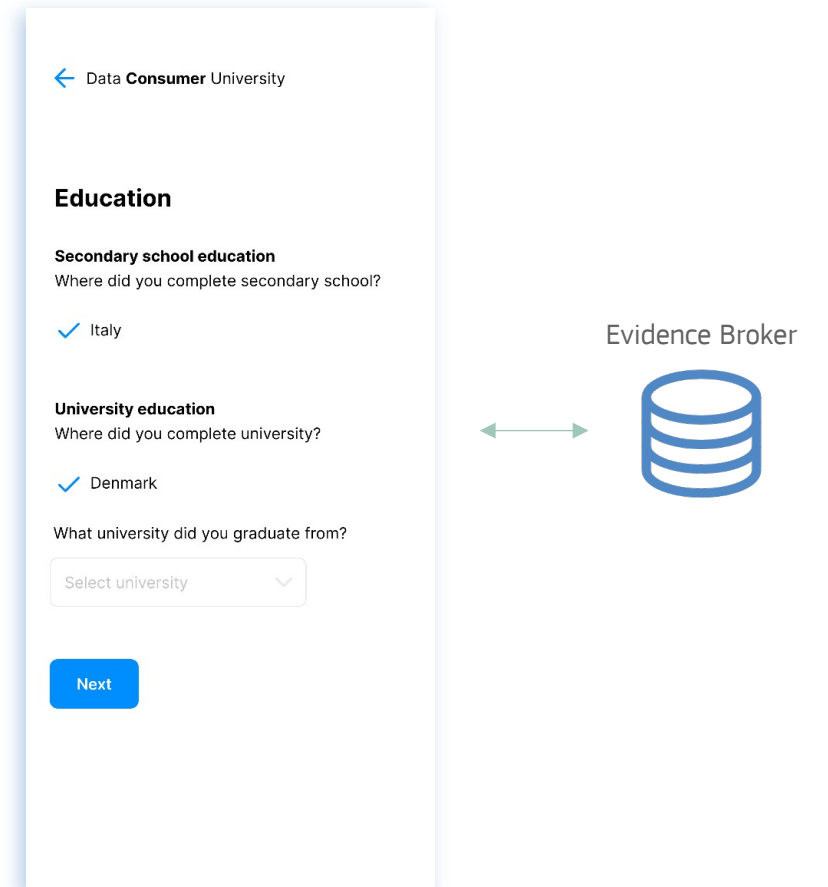 Data Consumer University
Education
Secondary school education
Where did you complete secondary school?
Italy
University education
Where did you complete university?
Denmark
What university did you graduate from?
Select university
Next
Evidence Broker